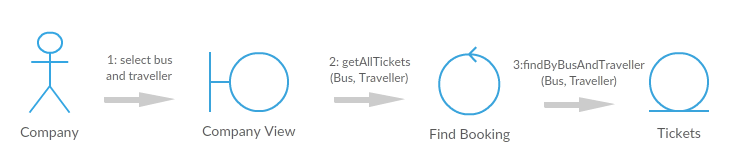 1: select bus
and traveller
2: getAllTickets
(Bus, Traveller)
3:findByBusAndTraveller
(Bus, Traveller)
Company
Company View
Find Booking
Tickets